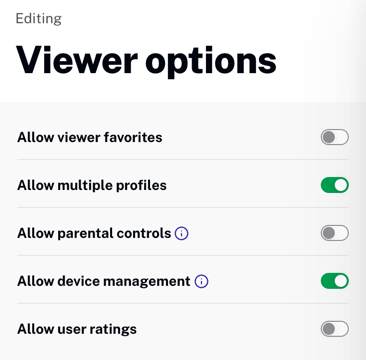 Editing
Viewer options
Allow viewer favorites
Allow multiple profiles
Allow parental controls
Allow device management
Allow user ratings